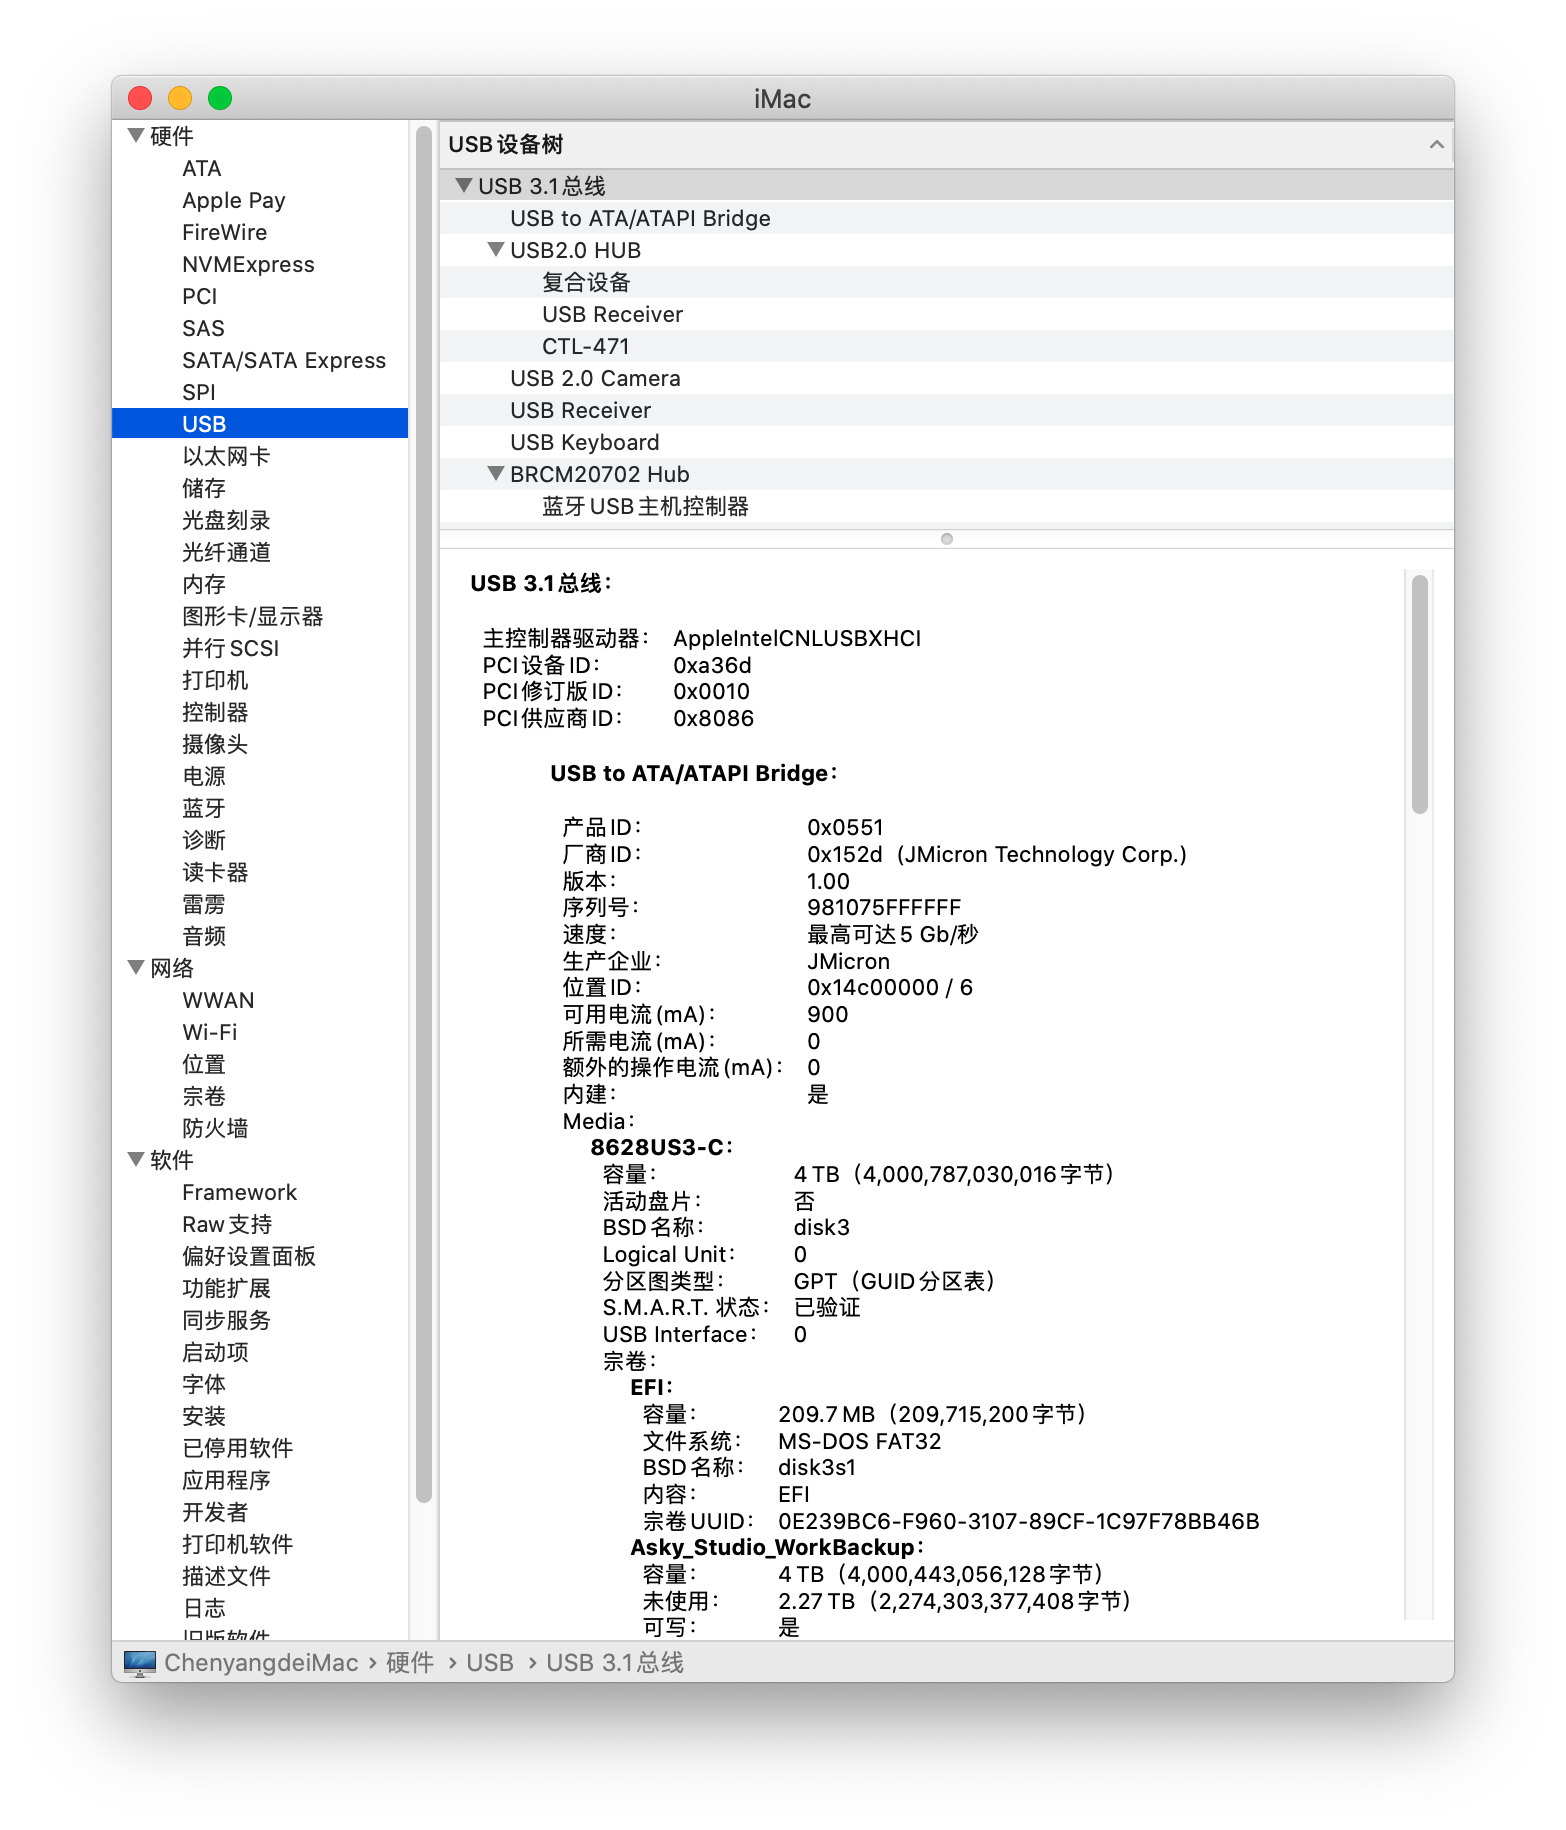 iMac
硬件
ATA
Apple Pay
FireWire
NVMExpress
PCI
SAS
SATA/SATA Express
SPI
USB
以太网卡
储存
光盘刻录
光纤通道
内存
图形卡/显示器
并行 SCSI
打印机
控制器
摄像头
电源
蓝牙
诊断
读卡器
雷雳
音频
网络
WWAN
Wi-Fi
位置
宗卷
防火墙
软件
Framework
Raw 支持
偏好设置面板
功能扩展
同步服务
启动项
字体
安装
已停用软件
应用程序
开发者
打印机软件
描述文件
日志
旧版软件
USB 设备树
USB 3.1 总线
USB to ATA/ATAPI Bridge
USB2.0 HUB
复合设备
USB Receiver
CTL-471
USB 2.0 Camera
USB Receiver
USB Keyboard
BRCM20702 Hub
蓝牙 USB 主机控制器
USB 3.1 总线：
主控制器驱动器： AppleIntelCNLUSBXHCI
PCI 设备 ID： 0xa36d
PCI 修订版 ID： 0x0010
PCI 供应商 ID： 0x8086
USB to ATA/ATAPI Bridge：
产品 ID： 0x0551
厂商 ID： 0x152d (JMicron Technology Corp.)
版本： 1.00
序列号： 981075FFFFFF
速度： 最高可达 5 Gb/秒
生产企业： JMicron
位置 ID： 0x14c00000 / 6
可用电流 (mA)： 900
所需电流 (mA)： 0
额外的操作电流 (mA)： 0
内建： 是
Media：
8628US3-C：
容量： 4 TB（4,000,787,030,016 字节）
活动盘片： 否
BSD 名称： disk3
Logical Unit： 0
分区图类型： GPT（GUID 分区表）
S.M.A.R.T. 状态： 已验证
USB Interface： 0
宗卷：
EFI：
容量： 209.7 MB（209,715,200 字节）
文件系统： MS-DOS FAT32
BSD 名称： disk3s1
内容： EFI
宗卷 UUID： 0E239BC6-F960-3107-89CF-1C97F78BB46B
Asky_Studio_WorkBackup：
容量： 4 TB（4,000,443,056,128 字节）
未使用： 2.27 TB（2,274,303,377,408 字节）
可写： 是
ChenyangdeiMac › 硬件 › USB › USB 3.1 总线